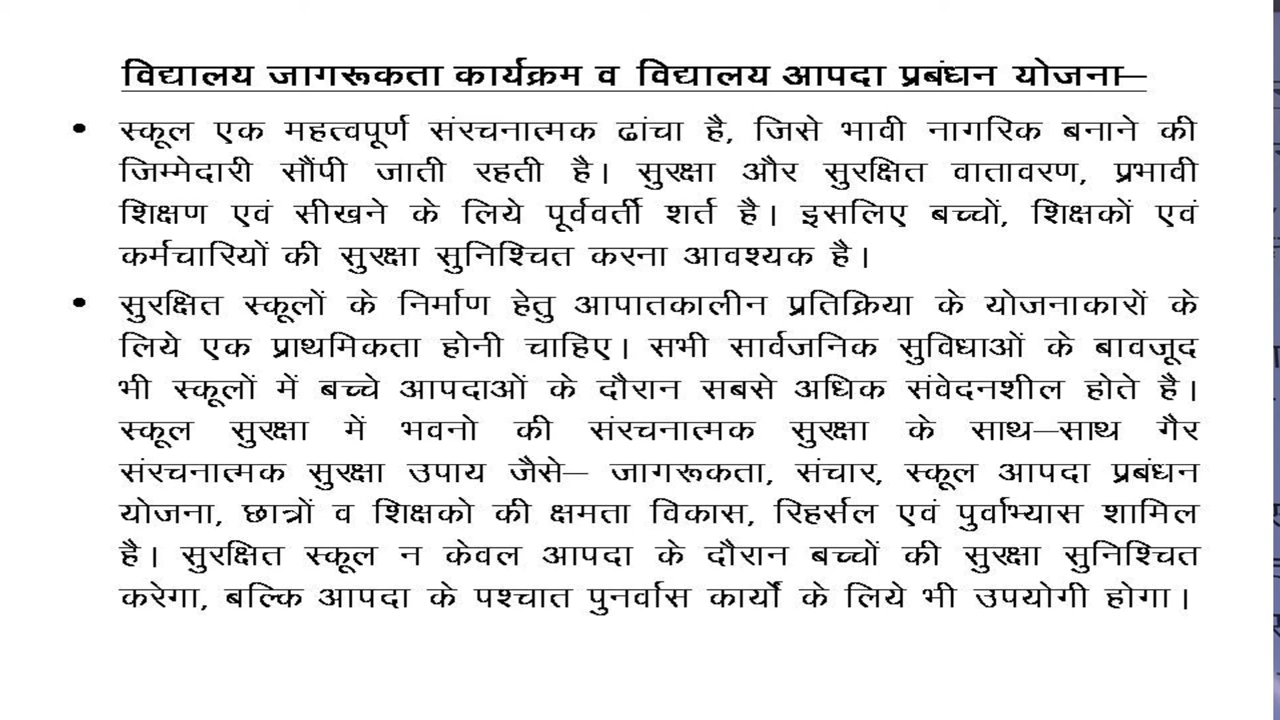 विद्यालय जागरूकता कार्यक्रम व विद्यालय आपदा प्रबंधन योजना–
• स्कूल एक महत्वपूर्ण संरचनात्मक ढांचा है, जिसे भावी नागरिक बनाने की
जिम्मेदारी सौंपी जाती रहती है। सुरक्षा और सुरक्षित वातावरण, प्रभावी
शिक्षण एवं सीखने के लिये पूर्ववर्ती शर्त है। इसलिए बच्चों, शिक्षकों एवं
कर्मचारियों की सुरक्षा सुनिश्चित करना आवश्यक है।
• सुरक्षित स्कूलों के निर्माण हेतु आपातकालीन प्रतिक्रिया के योजनाकारों के
लिये एक प्राथमिकता होनी चाहिए। सभी सार्वजनिक सुविधाओं के बावजूद
भी स्कूलों में बच्चे आपदाओं के दौरान सबसे अधिक संवेदनशील होते है।
स्कूल सुरक्षा में भवनो की संरचनात्मक सुरक्षा के साथ–साथ गैर
संरचनात्मक सुरक्षा उपाय जैसे– जागरूकता, संचार, स्कूल आपदा प्रबंधन
योजना, छात्रों व शिक्षको की क्षमता विकास, रिहर्सल एवं पुर्वाभ्यास शामिल
है। सुरक्षित स्कूल न केवल आपदा के दौरान बच्चों की सुरक्षा सुनिश्चित
करेगा, बल्कि आपदा के पश्चात पुनर्वास कार्यों के लिये भी उपयोगी होगा।